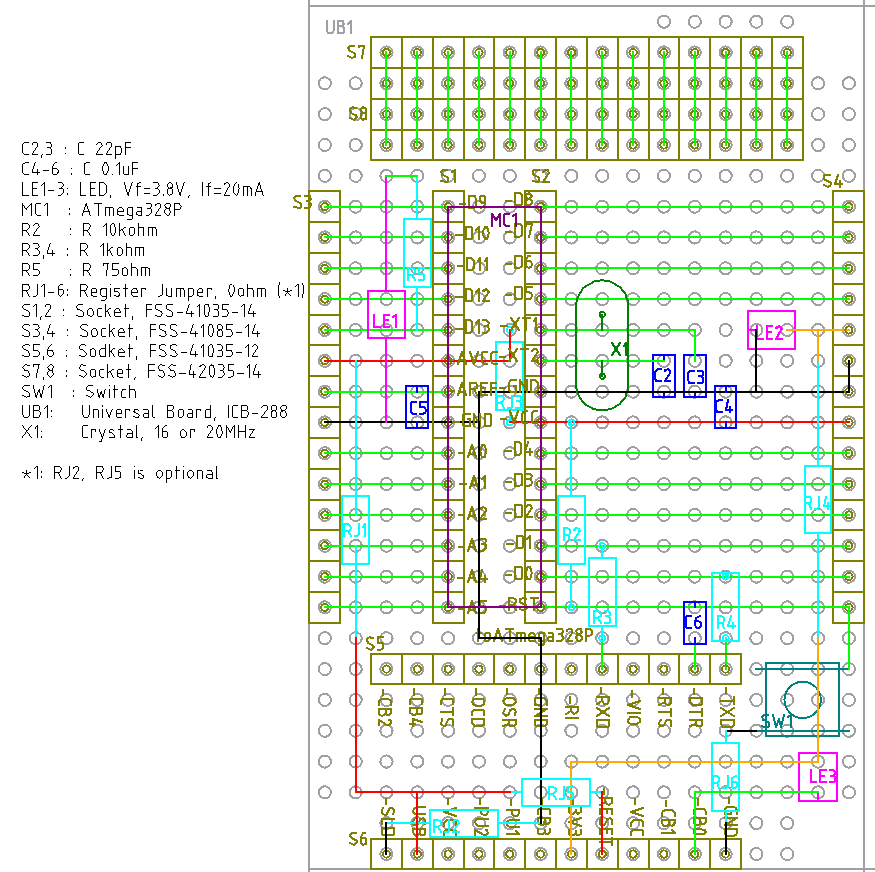 UB1
S7
S8
C2,3 : C 22pF
C4-6 : C 0.1uF
LE1-3: LED, Vf=3.8V, If=20mA
MC1 : ATmega328P
R2 : R 10kohm
R3,4 : R 1kohm
R5 : R 75ohm
RJ1-6: Register Jumper, 0ohm (*1)
S1,2 : Socket, FSS-41035-14
S3,4 : Socket, FSS-41085-14
S5,6 : Sodket, FSS-41035-12
S7,8 : Socket, FSS-42035-14
SW1 : Switch
UB1: Universal Board, ICB-288
X1: Crystal, 16 or 20MHz
*1: RJ2, RJ5 is optional
S1 S2
S3 S4
-D9 -D8
MC1
-D10 -D7
-D11 -D6
R5
-D12 -D5
LE1
-D13 -XT1
LE2
X1
AVCC -XT2
C2 C3
AREF -GND
RJ3
C5 C4
GND -VCC
-A0 -D4
-A1 -D3
RJ4
-A2 -D2
RJ1 R2
-A3 -D1
-A4 -D0
-A5 -RST
R3 C6 R4
toATmega328P
S5
-CB2 -CB4 -CTS -DCD -DSR -GND -RI -RXD -VIO -RTS -DTR -TXD
SW1
LE3
RJ6
RJ5
-SLD USB -VCC -PU2 -PU1 -CB3 -3V3 RESET -VCC -CB1 -CB0 -GND
S6